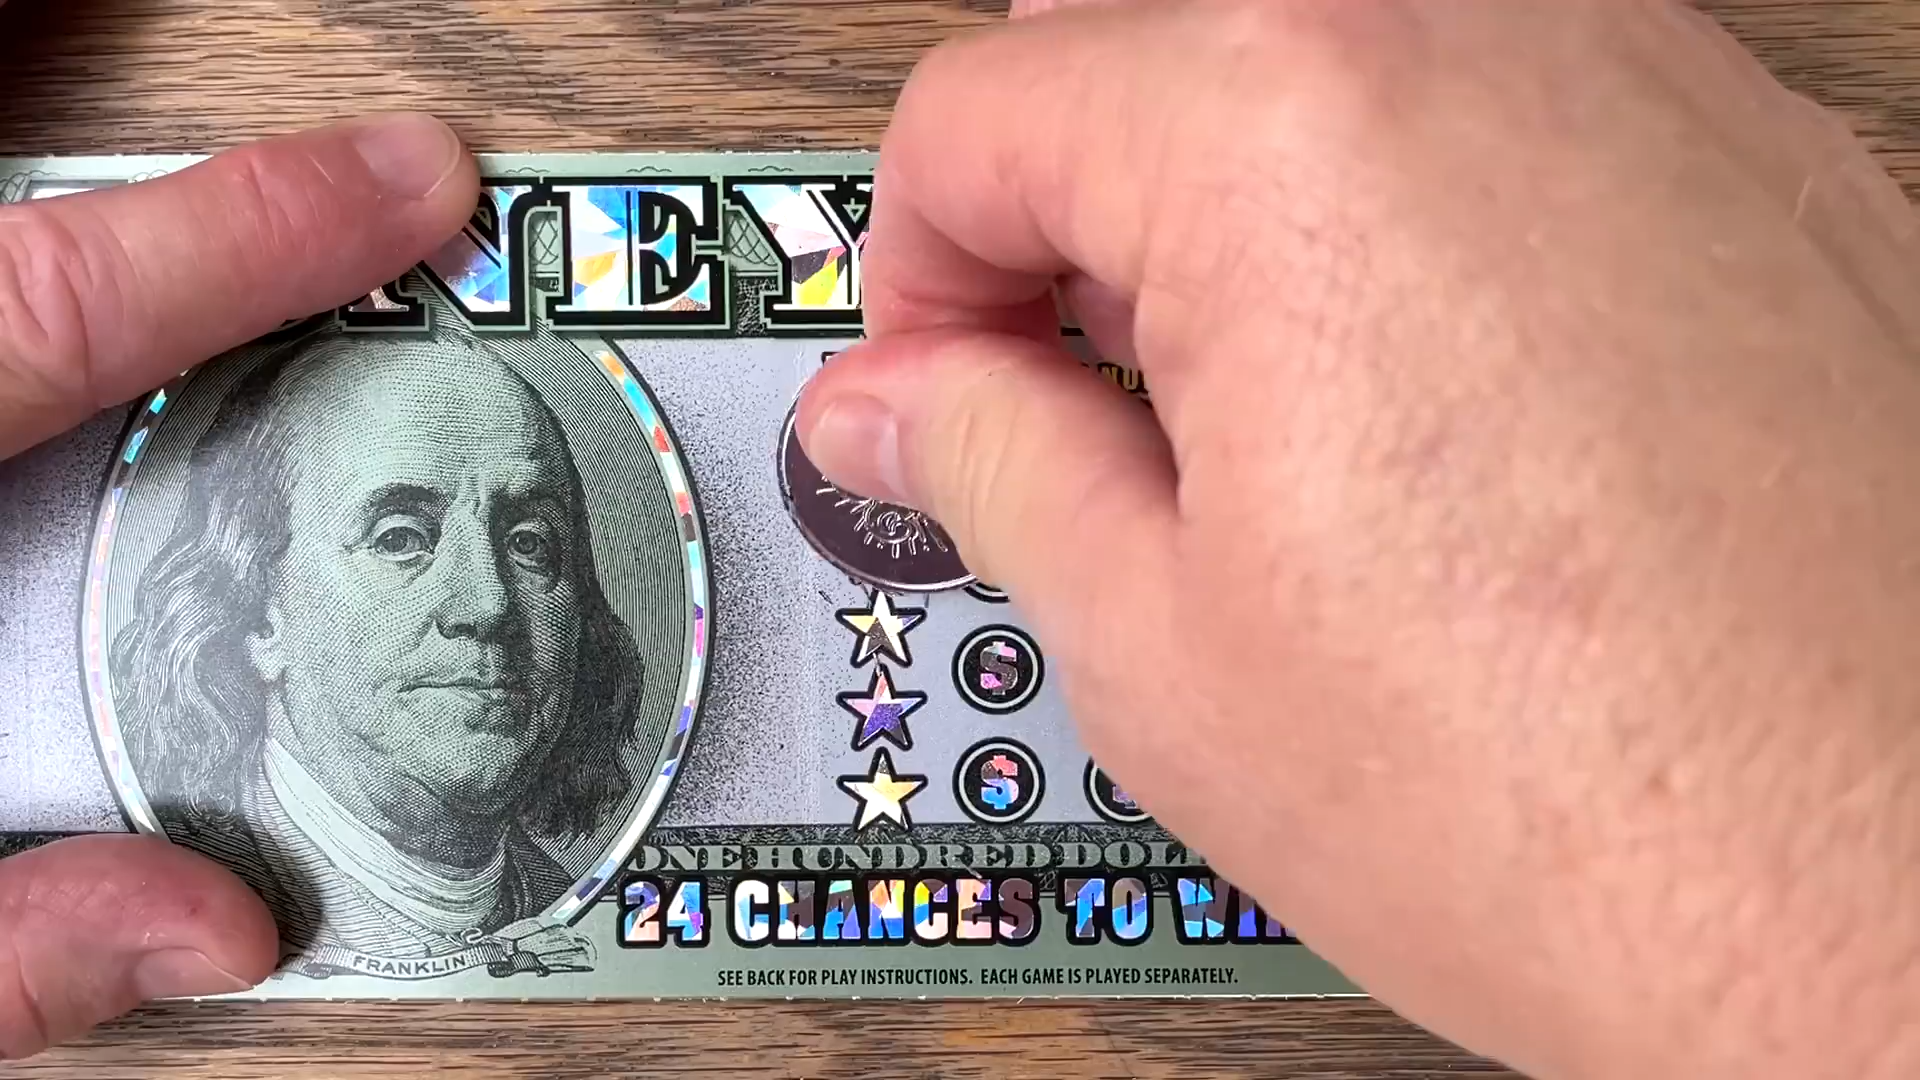 NEY
$
$
ONE HUNDRED DOL
24 CHANCES TO WI
FRANKLIN
SEE BACK FOR PLAY INSTRUCTIONS. EACH GAME IS PLAYED SEPARATELY.